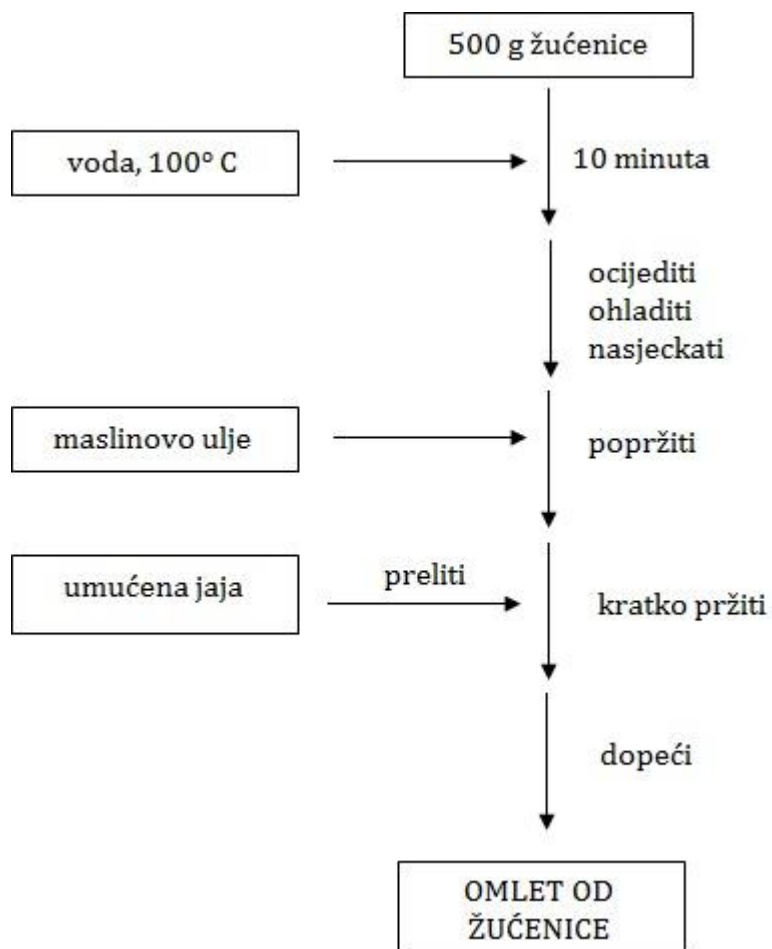 500 g žućenice
voda, 100° C
10 minuta
ocijediti
ohladiti
nasjeckati
maslinovo ulje
popržiti
umućena jaja
preliti
kratko pržiti
dopeći
OMLET OD
ŽUĆENICE